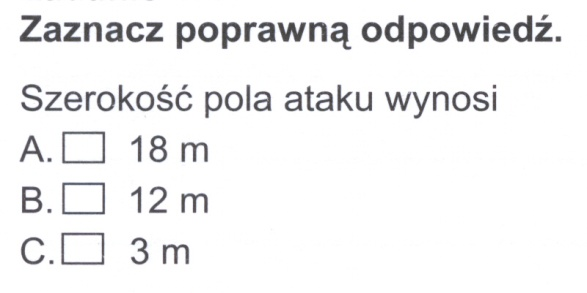 Zaznacz poprawną odpowiedź.
Szerokość pola ataku wynosi
A. 18 m
B. 12 m
C. 3 m